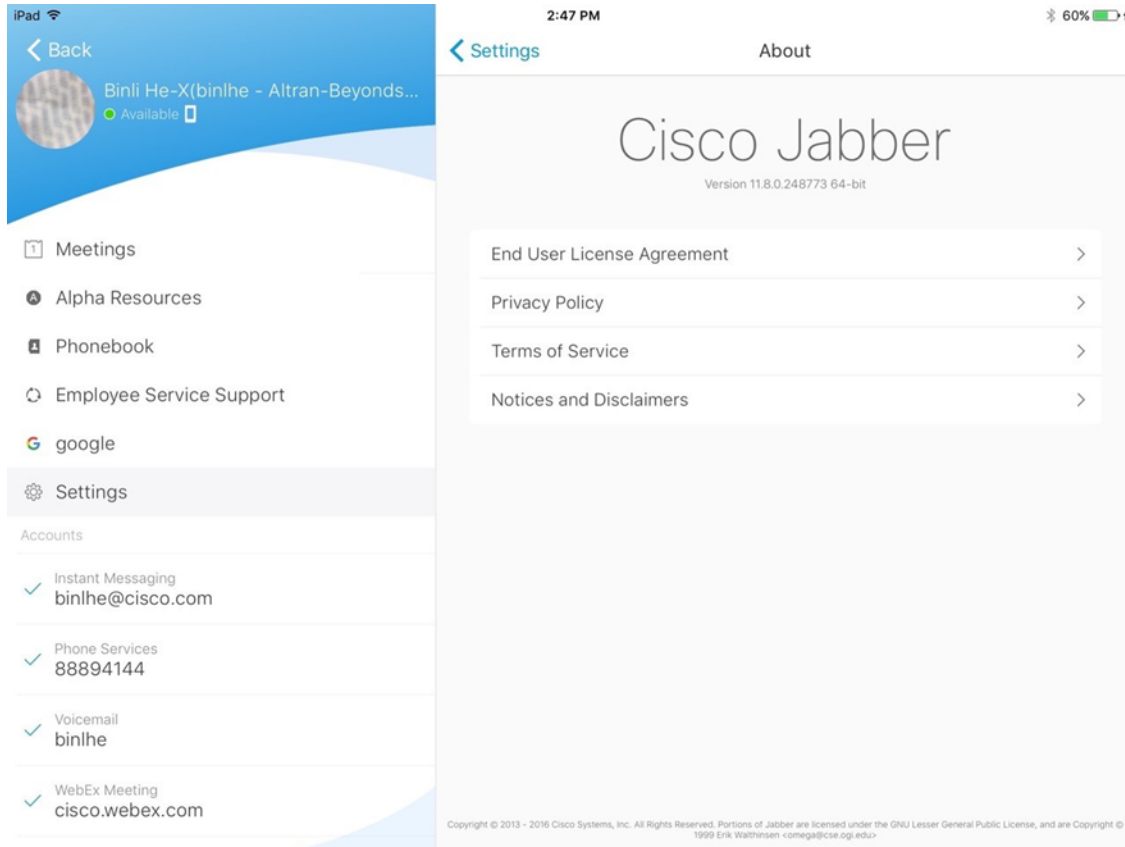 iPad 2:47 PM 60%
Back
Binli He-X(binlhe - Altran-Beyonds...
Available
1 Meetings
A Alpha Resources
Phonebook
Employee Service Support
G google
Settings
Accounts
Instant Messaging
binlhe@cisco.com
Phone Services
88894144
Voicemail
binlhe
WebEx Meeting
cisco.webex.com
Settings
About
Cisco Jabber
Version 11.8.0.248773 64-bit
End User License Agreement
Privacy Policy
Terms of Service
Notices and Disclaimers
Copyright © 2013 - 2016 Cisco Systems, Inc. All Rights Reserved. Portions of Jabber are licensed under the GNU Lesser General Public License, and are Copyright ©
1999 Erik Walthinsen <omega@cse.ogi.edu>